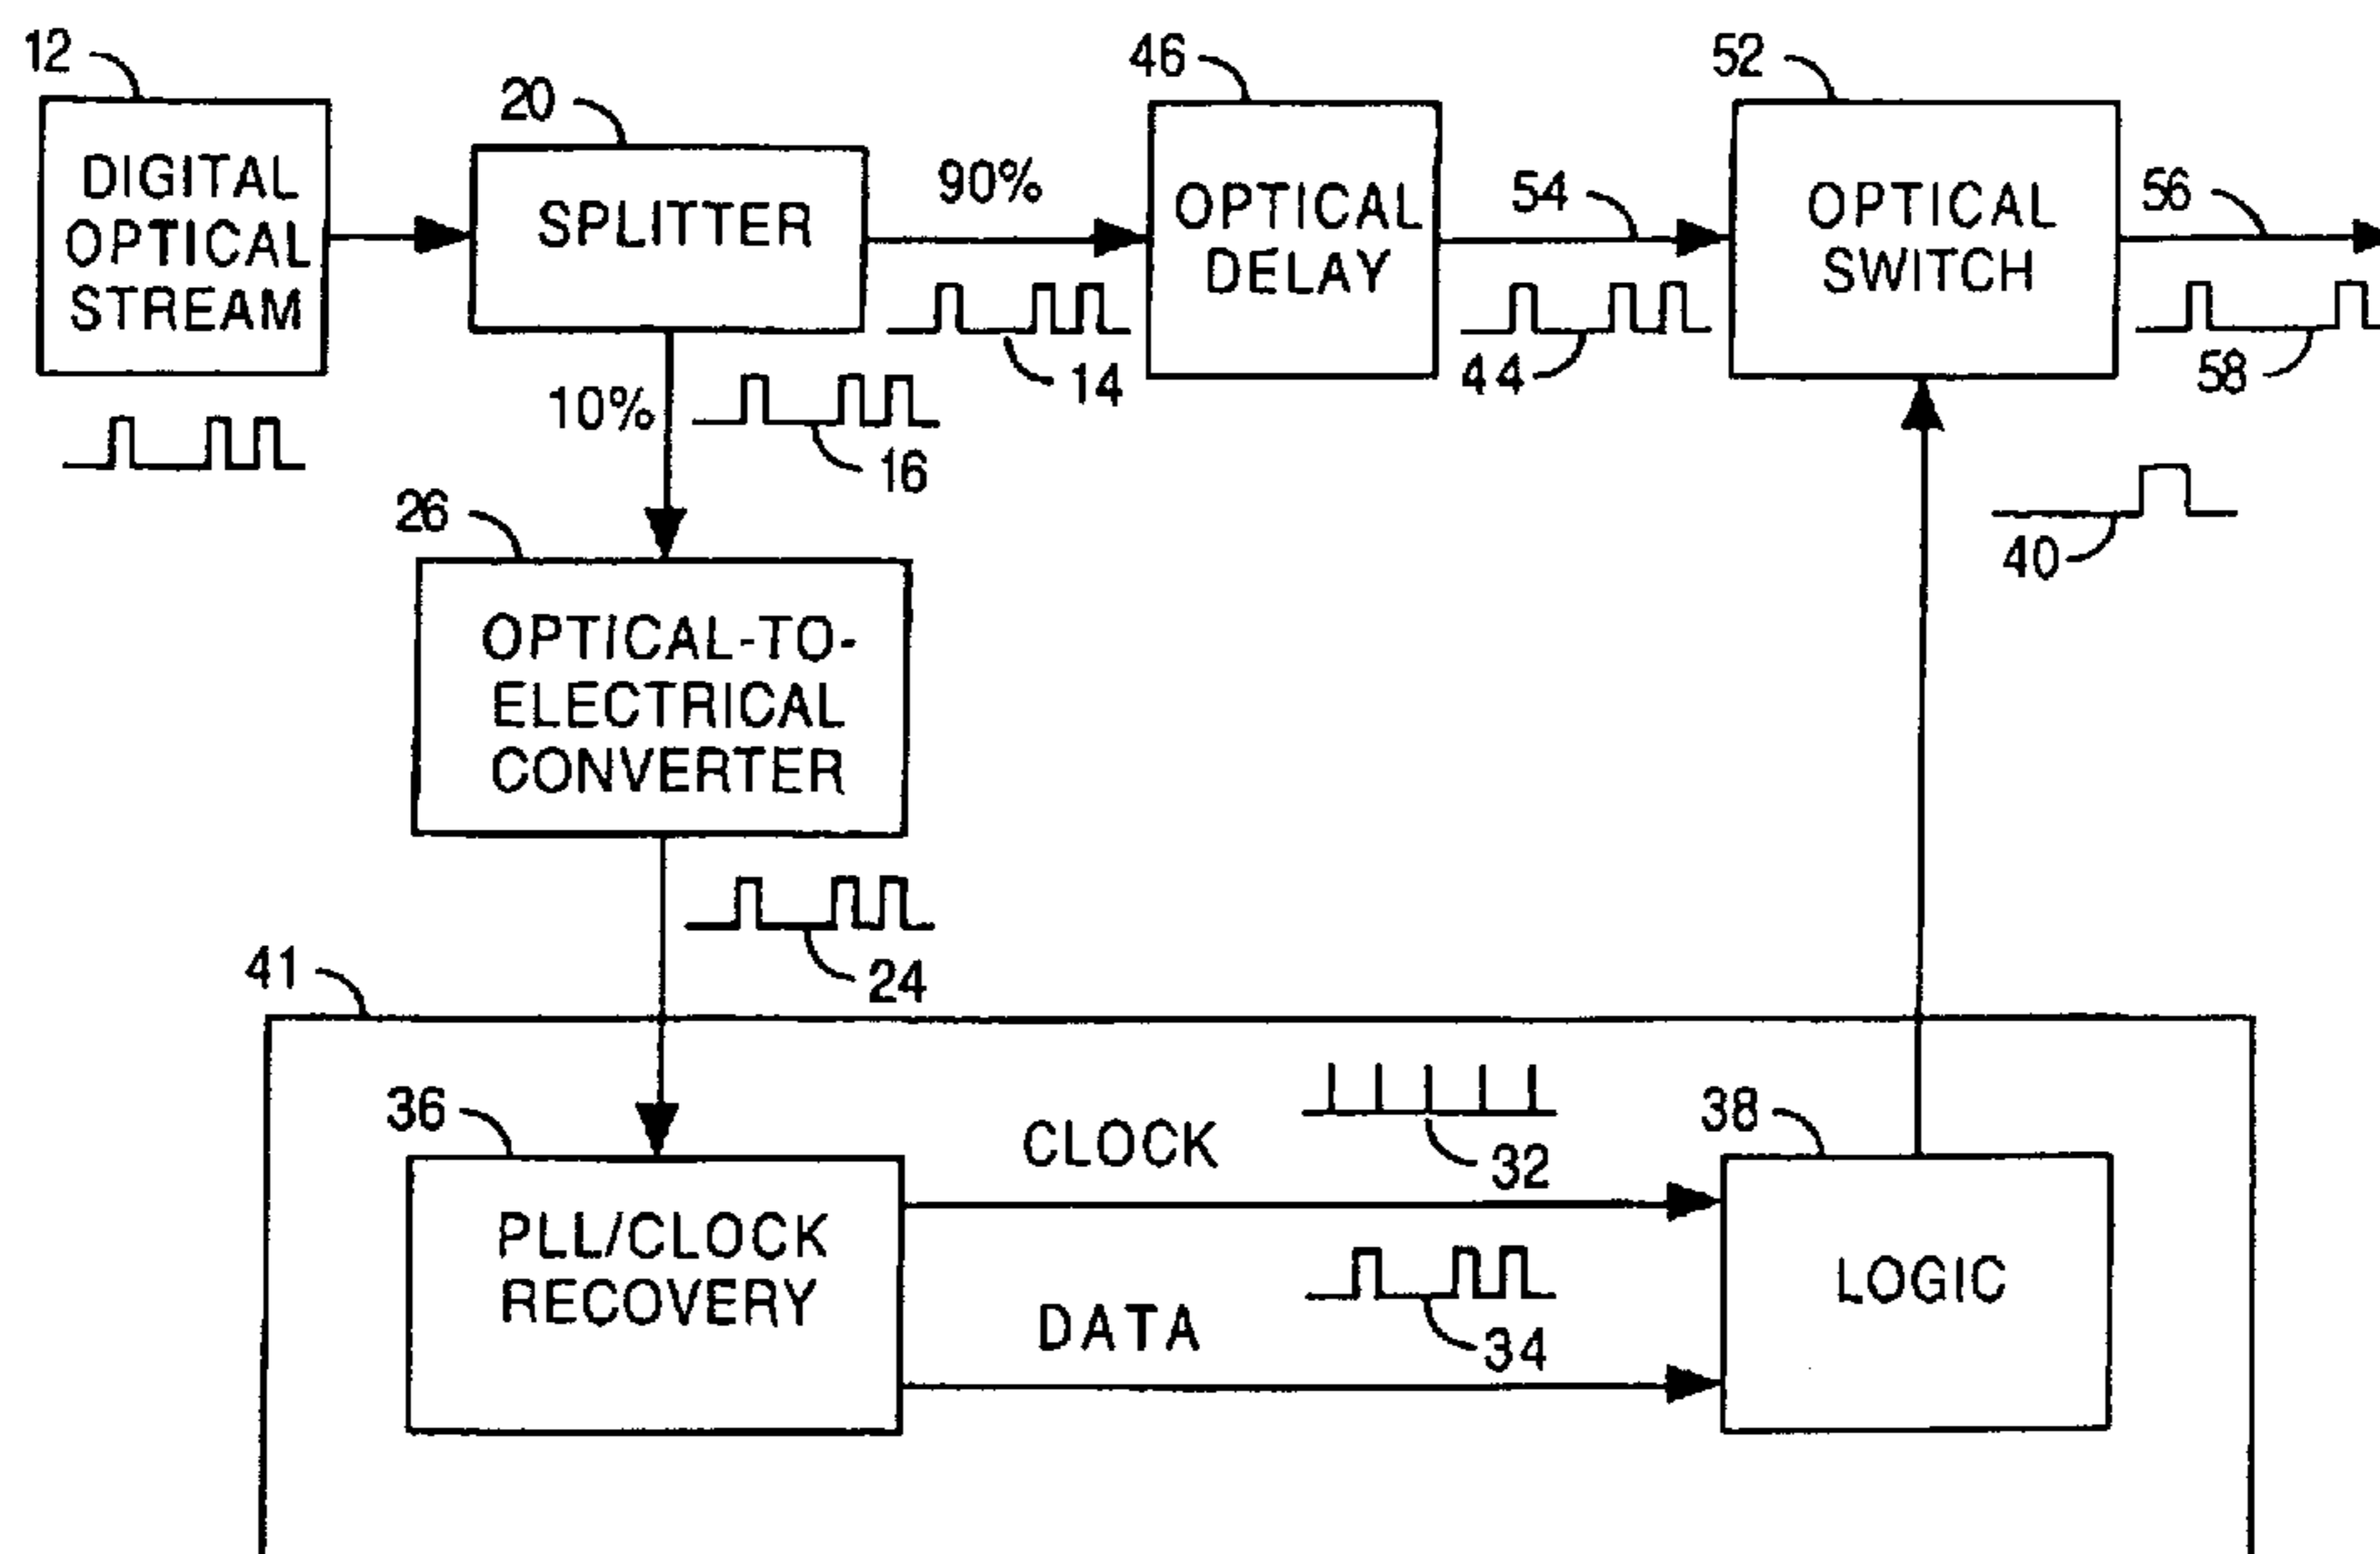 12
20
46
52
DIGITAL
OPTICAL
STREAM
SPLITTER
90%
OPTICAL
DELAY
54
OPTICAL
SWITCH
56
14
44
58
10%
16
26
40
OPTICAL-TO-
ELECTRICAL
CONVERTER
24
41
36
CLOCK
32
38
PLL/CLOCK
RECOVERY
DATA
34
LOGIC